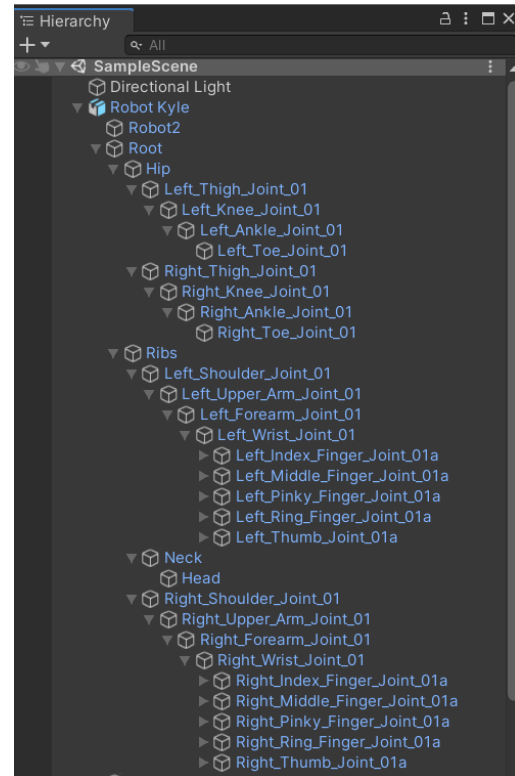 Hierarchy
All
SampleScene
Directional Light
Robot Kyle
Robot2
Root
Hip
Left_Thigh_Joint_01
Left_Knee_Joint_01
Left_Ankle_Joint_01
Left_Toe_Joint_01
Right_Thigh_Joint_01
Right_Knee_Joint_01
Right_Ankle_Joint_01
Right_Toe_Joint_01
Ribs
Left_Shoulder_Joint_01
Left_Upper_Arm_Joint_01
Left_Forearm_Joint_01
Left_Wrist_Joint_01
Left_Index_Finger_Joint_01a
Left_Middle_Finger_Joint_01a
Left_Pinky_Finger_Joint_01a
Left_Ring_Finger_Joint_01a
Left_Thumb_Joint_01a
Neck
Head
Right_Shoulder_Joint_01
Right_Upper_Arm_Joint_01
Right_Forearm_Joint_01
Right_Wrist_Joint_01
Right_Index_Finger_Joint_01a
Right_Middle_Finger_Joint_01a
Right_Pinky_Finger_Joint_01a
Right_Ring_Finger_Joint_01a
Right_Thumb_Joint_01a